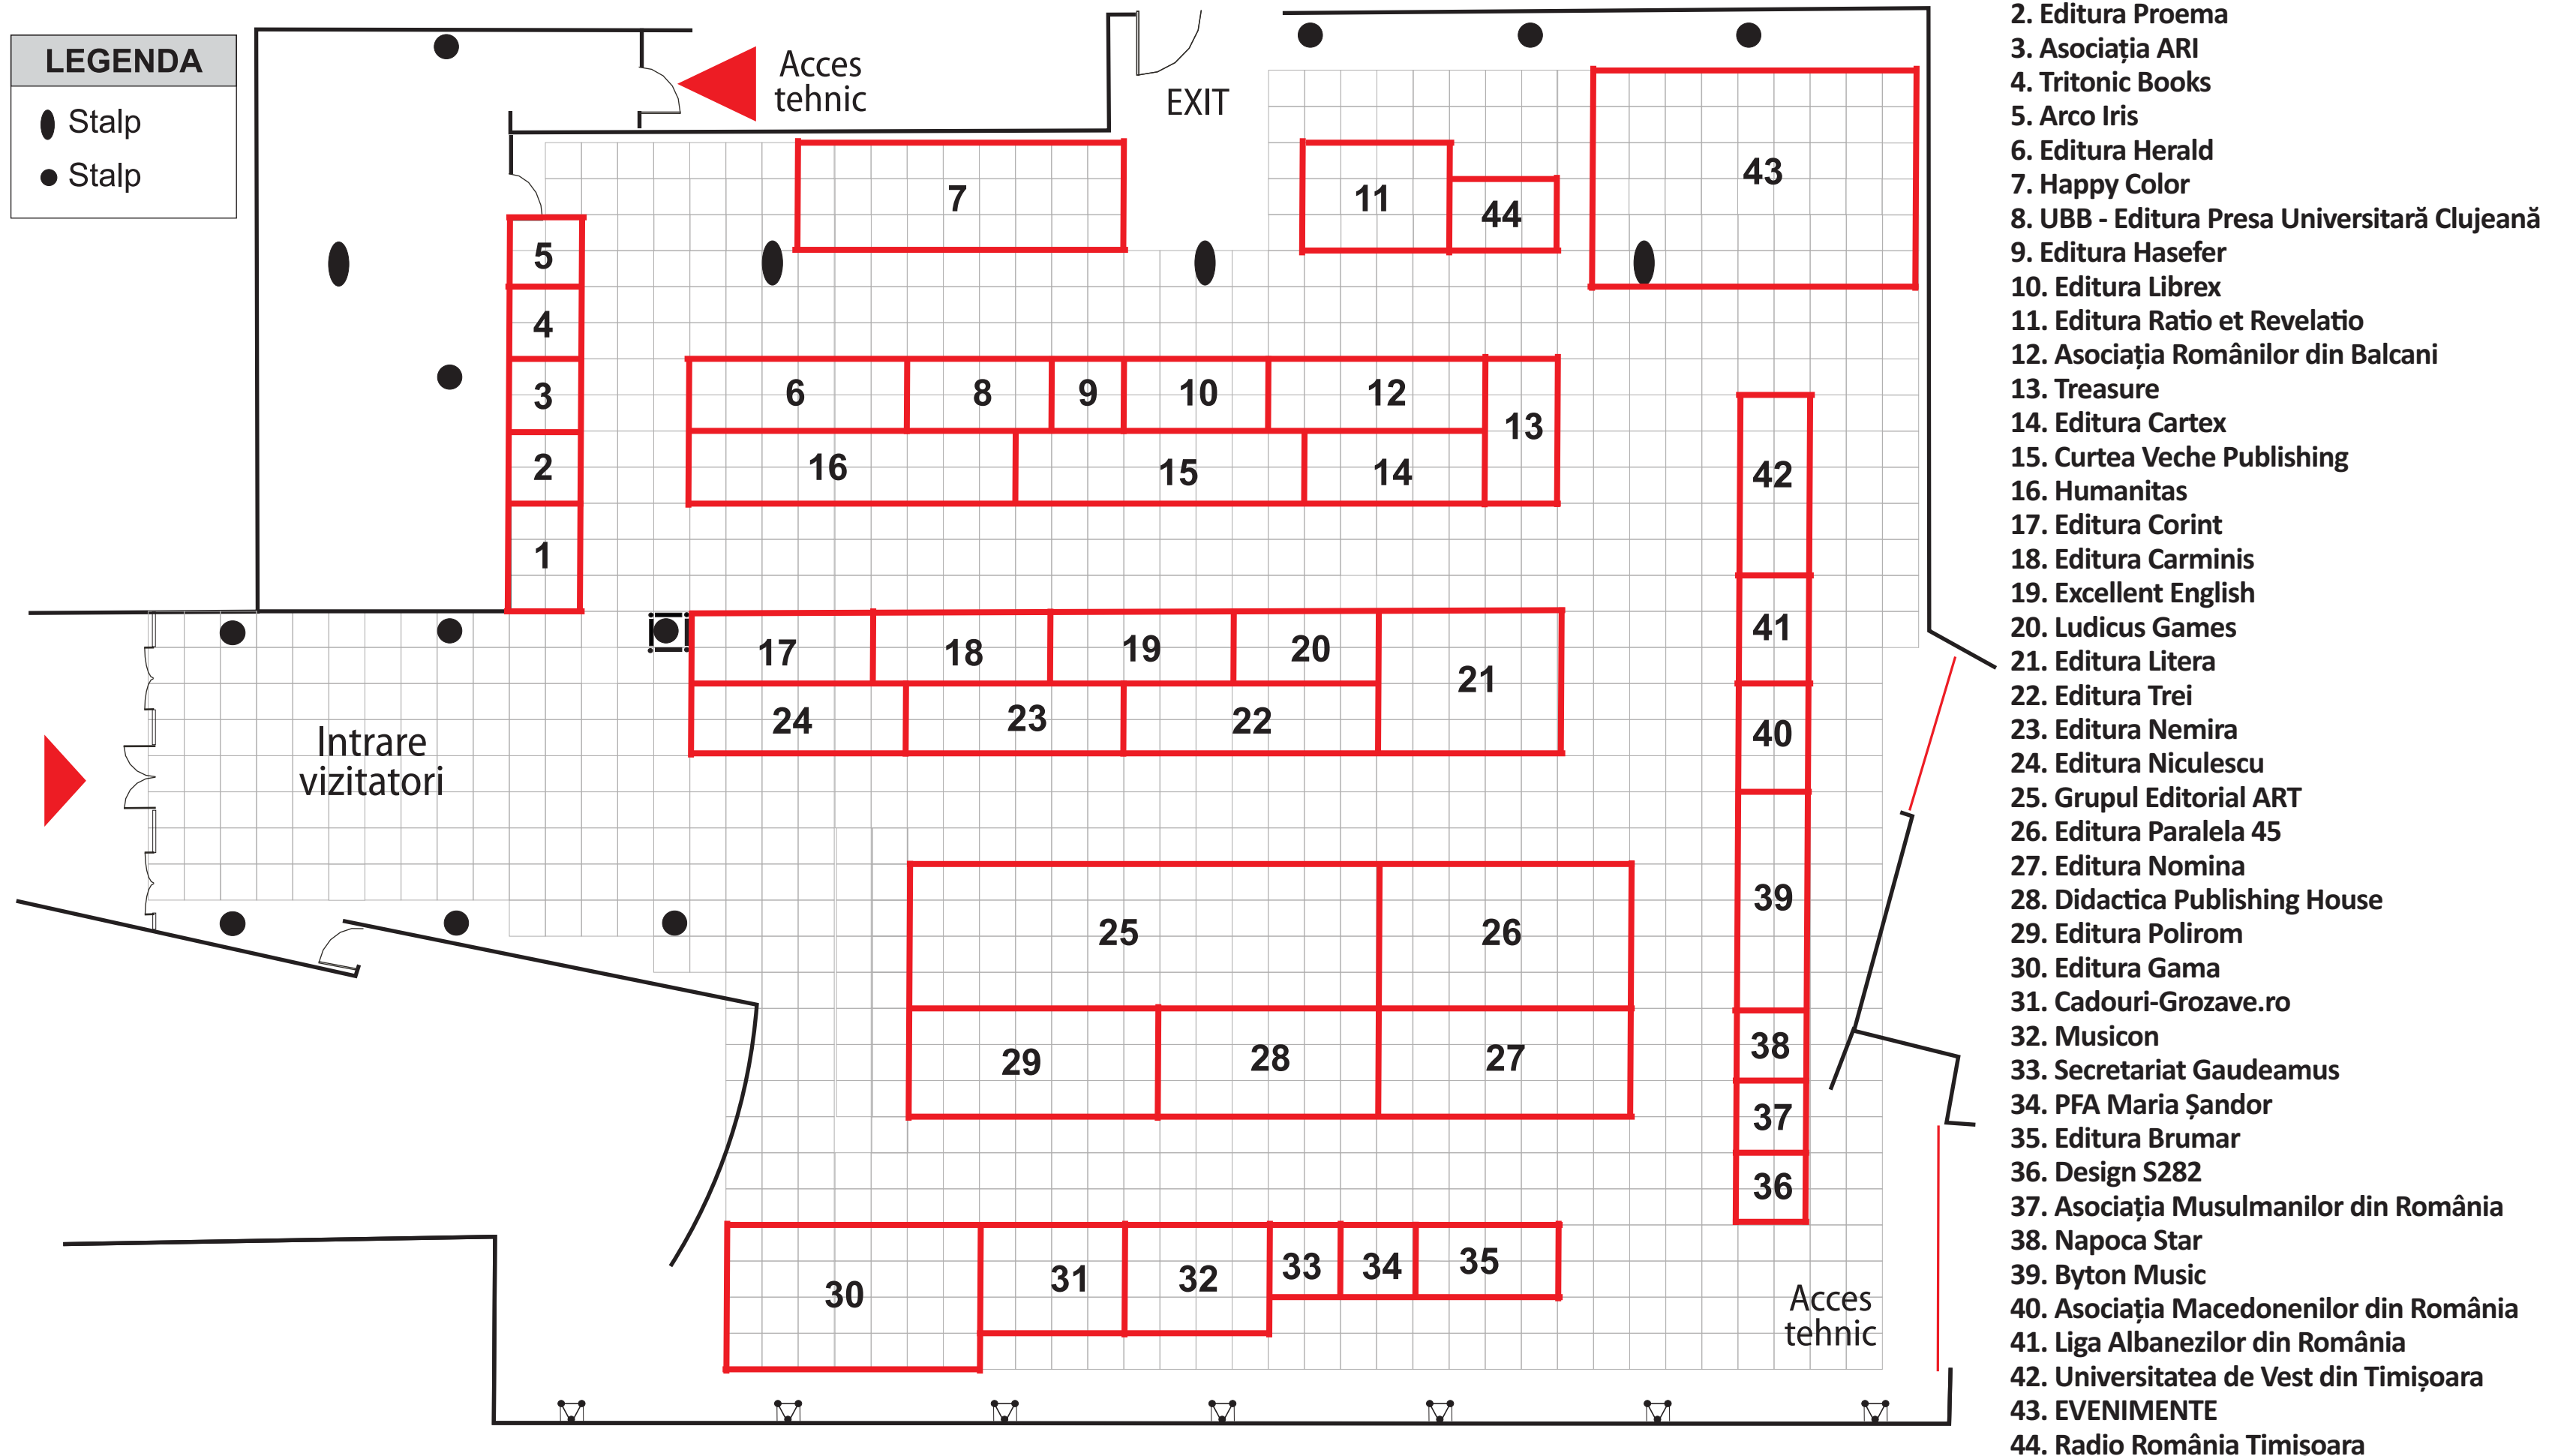 LEGENDA
Stalp
Stalp
Acces
tehnic
EXIT
7
11
44
43
5
4
3
2
1
6
8
9
10
12
13
16
15
14
42
41
40
39
38
37
36
17
18
19
20
21
24
23
22
Intrare
vizitatori
25
26
29
28
27
30
31
32
33
34
35
Acces
tehnic
2. Editura Proema
3. Asociația ARI
4. Tritonic Books
5. Arco Iris
6. Editura Herald
7. Happy Color
8. UBB - Editura Presa Universitară Clujeană
9. Editura Hasefer
10. Editura Librex
11. Editura Ratio et Revelatio
12. Asociația Românilor din Balcani
13. Treasure
14. Editura Cartex
15. Curtea Veche Publishing
16. Humanitas
17. Editura Corint
18. Editura Carminis
19. Excellent English
20. Ludicus Games
21. Editura Litera
22. Editura Trei
23. Editura Nemira
24. Editura Niculescu
25. Grupul Editorial ART
26. Editura Paralela 45
27. Editura Nomina
28. Didactica Publishing House
29. Editura Polirom
30. Editura Gama
31. Cadouri-Grozave.ro
32. Musicon
33. Secretariat Gaudeamus
34. PFA Maria Șandor
35. Editura Brumar
36. Design S282
37. Asociația Musulmanilor din România
38. Napoca Star
39. Byton Music
40. Asociația Macedonenilor din România
41. Liga Albanezilor din România
42. Universitatea de Vest din Timișoara
43. EVENIMENTE
44. Radio România Timișoara